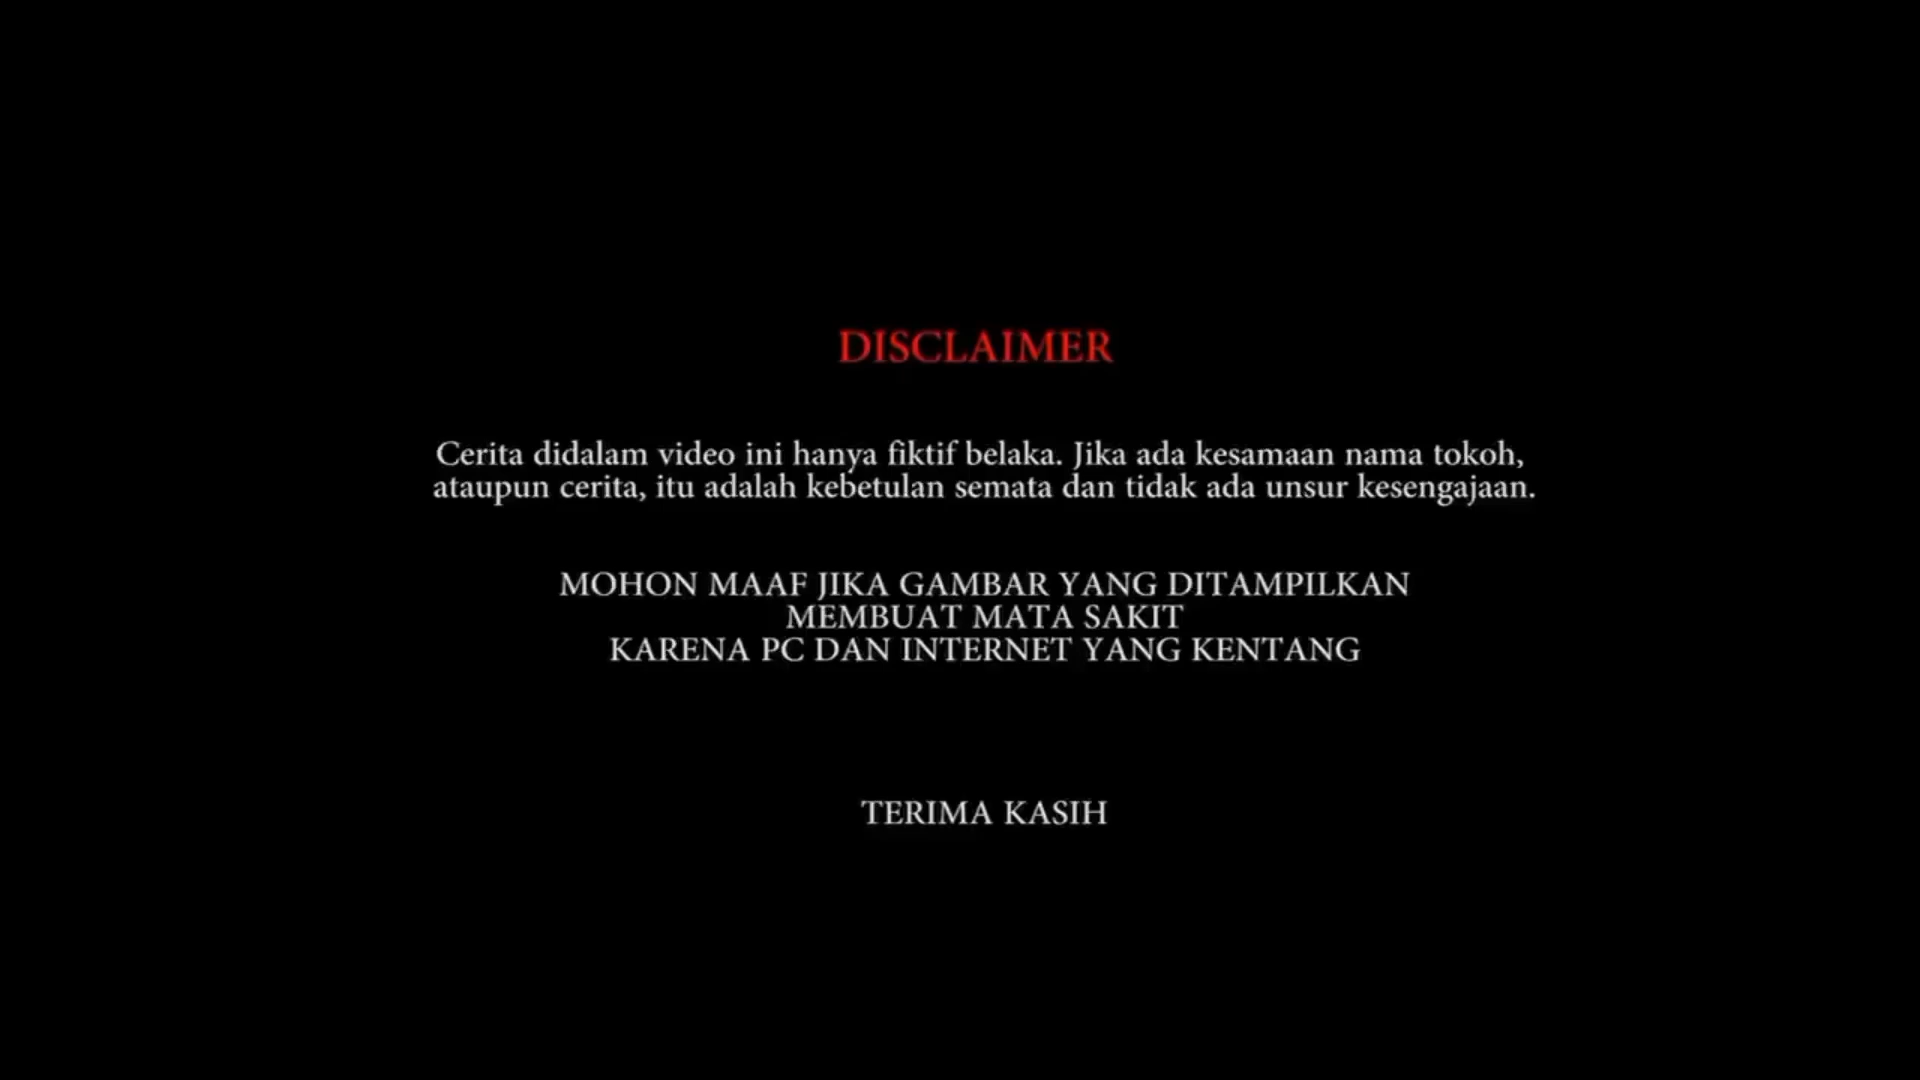 DISCLAIMER
Cerita didalam video ini hanya fiktif belaka. Jika ada kesamaan nama tokoh,
ataupun cerita, itu adalah kebetulan semata dan tidak ada unsur kesengajaan.
MOHON MAAF JIKA GAMBAR YANG DITAMPILKAN
MEMBUAT MATA SAKIT
KARENA PC DAN INTERNET YANG KENTANG
TERIMA KASIH